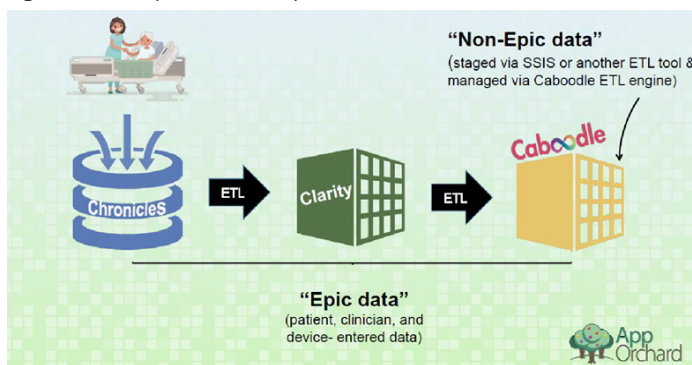 “Non-Epic data”
(staged via SSIS or another ETL tool &
managed via Caboodle ETL engine)
Caboodle
Chronicles
ETL
Clarity
ETL
“Epic data”
(patient, clinician, and
device- entered data)
App
Orchard